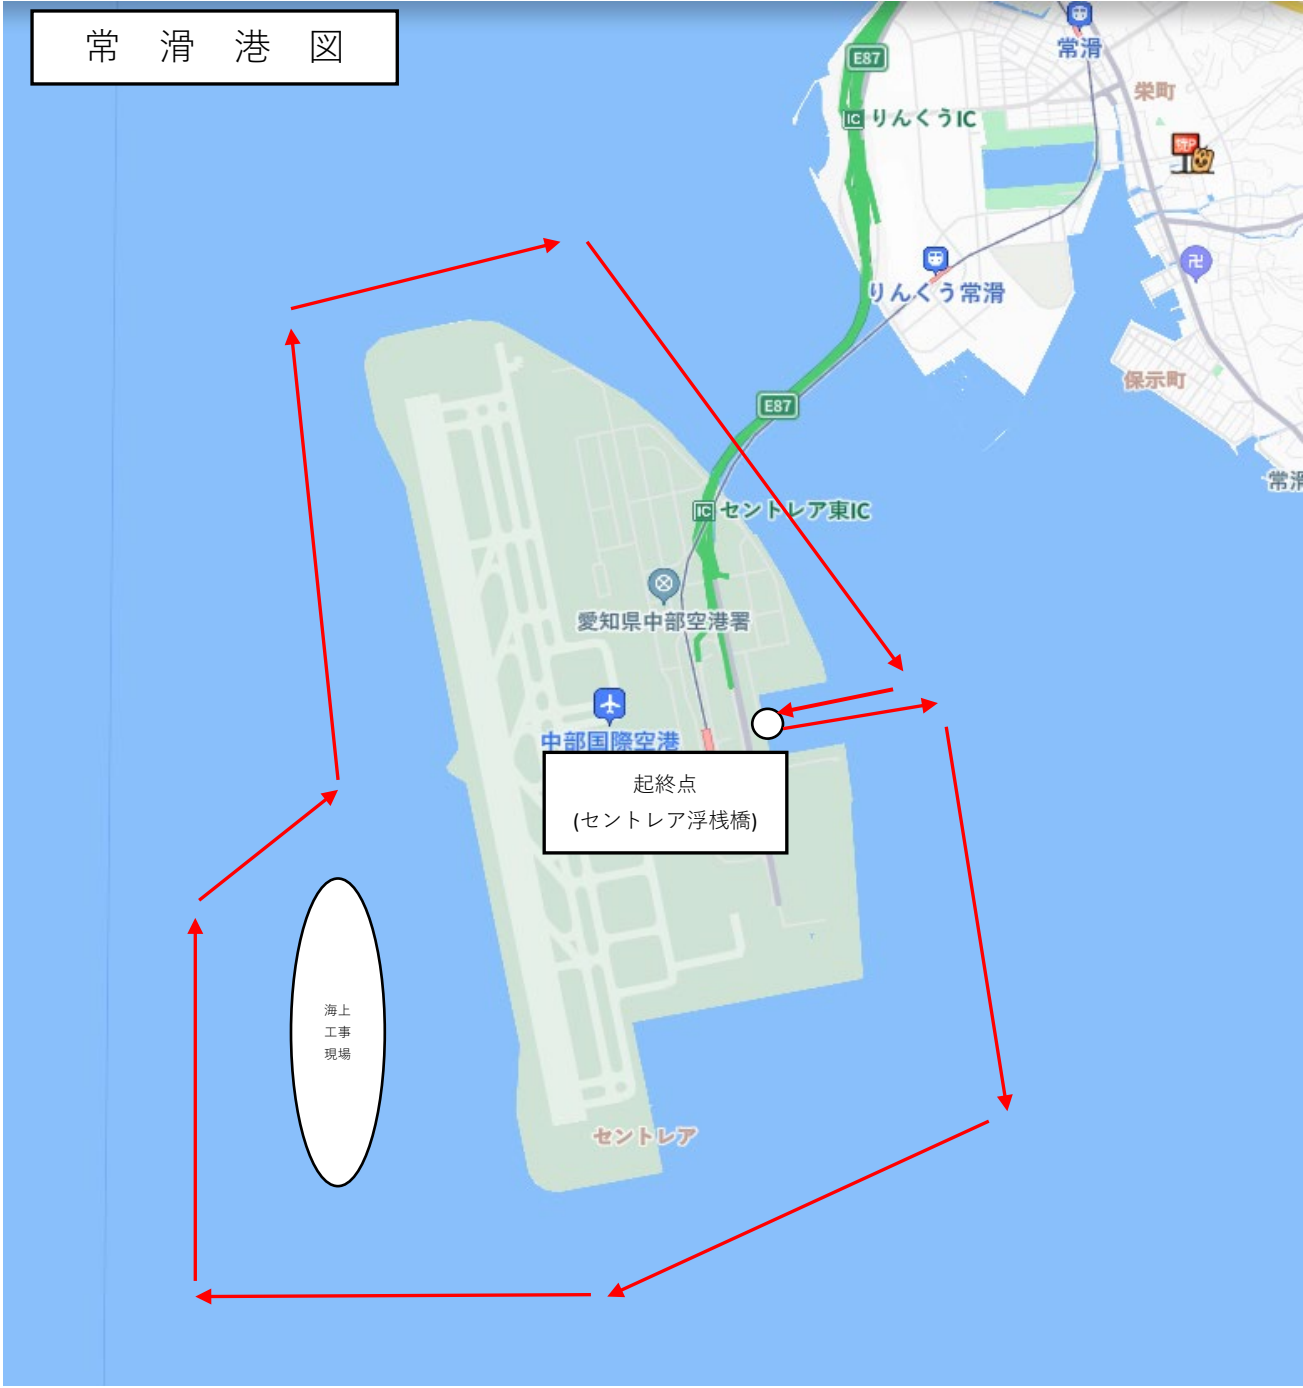 常滑港図
常滑
E87
栄町
IC りんくうIC
りんくう常滑
保示町
E87
常滑
IC セントレア東IC
愛知県中部空港署
中部国際空港
起終点
(セントレア浮桟橋)
海上
工事
現場
セントレア